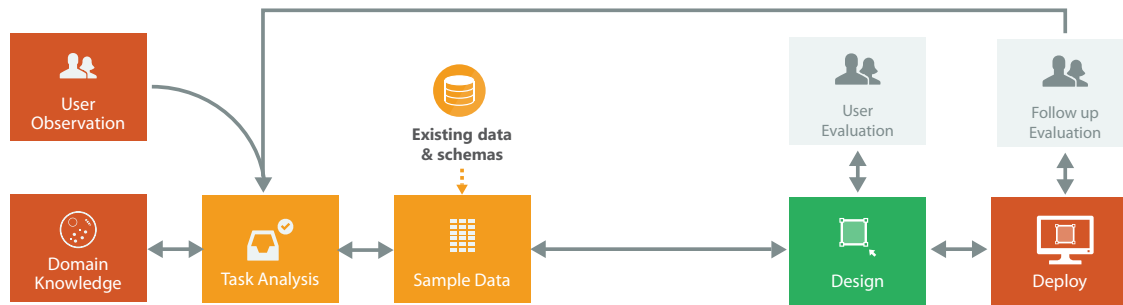 User
Observation
Existing data
& schemas
User
Evaluation
Follow up
Evaluation
Domain
Knowledge
Task Analysis
Sample Data
Design
Deploy